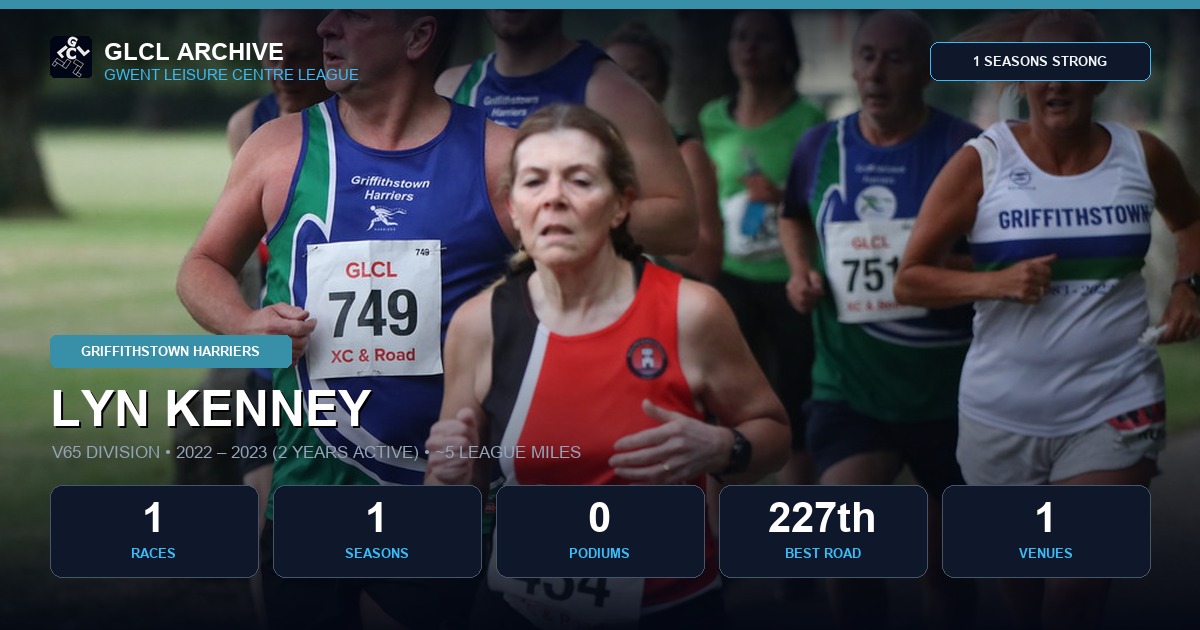 GLCL ARCHIVE
GWENT LEISURE CENTRE LEAGUE
1 SEASONS STRONG
Griffithstown
Harriers
Griffithstown
Harriers
749
GLCL
749
XC & Road
GLCL
751
XC & Road
GRIFFITHSTOWN
GRIFFITHSTOWN HARRIERS
LYN KENNEY
V65 DIVISION • 2022 – 2023 (2 YEARS ACTIVE) • ~5 LEAGUE MILES
1
RACES
1
SEASONS
0
PODIUMS
227th
BEST ROAD
1
VENUES